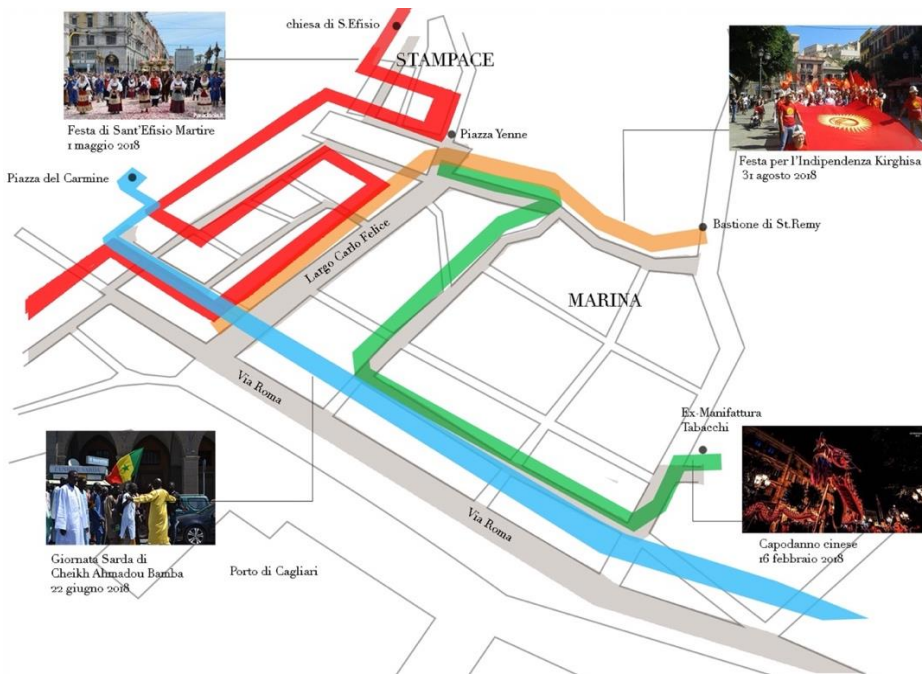 chiesa di S.Efisio
STAMPACE
Festa di Sant'Efisio Martire
1 maggio 2018
Piazza Yenne
Festa per l'Indipendenza Kirghisa
31 agosto 2018
Piazza del Carmine
Bastione di St.Remy
Largo Carlo Felice
MARINA
Via Roma
Ex-Manifattura
Tabacchi
Via Roma
Giornata Sarda di
Cheikh Ahmadou Bamba
22 giugno 2018
Porto di Cagliari
Capodanno cinese
16 febbraio 2018